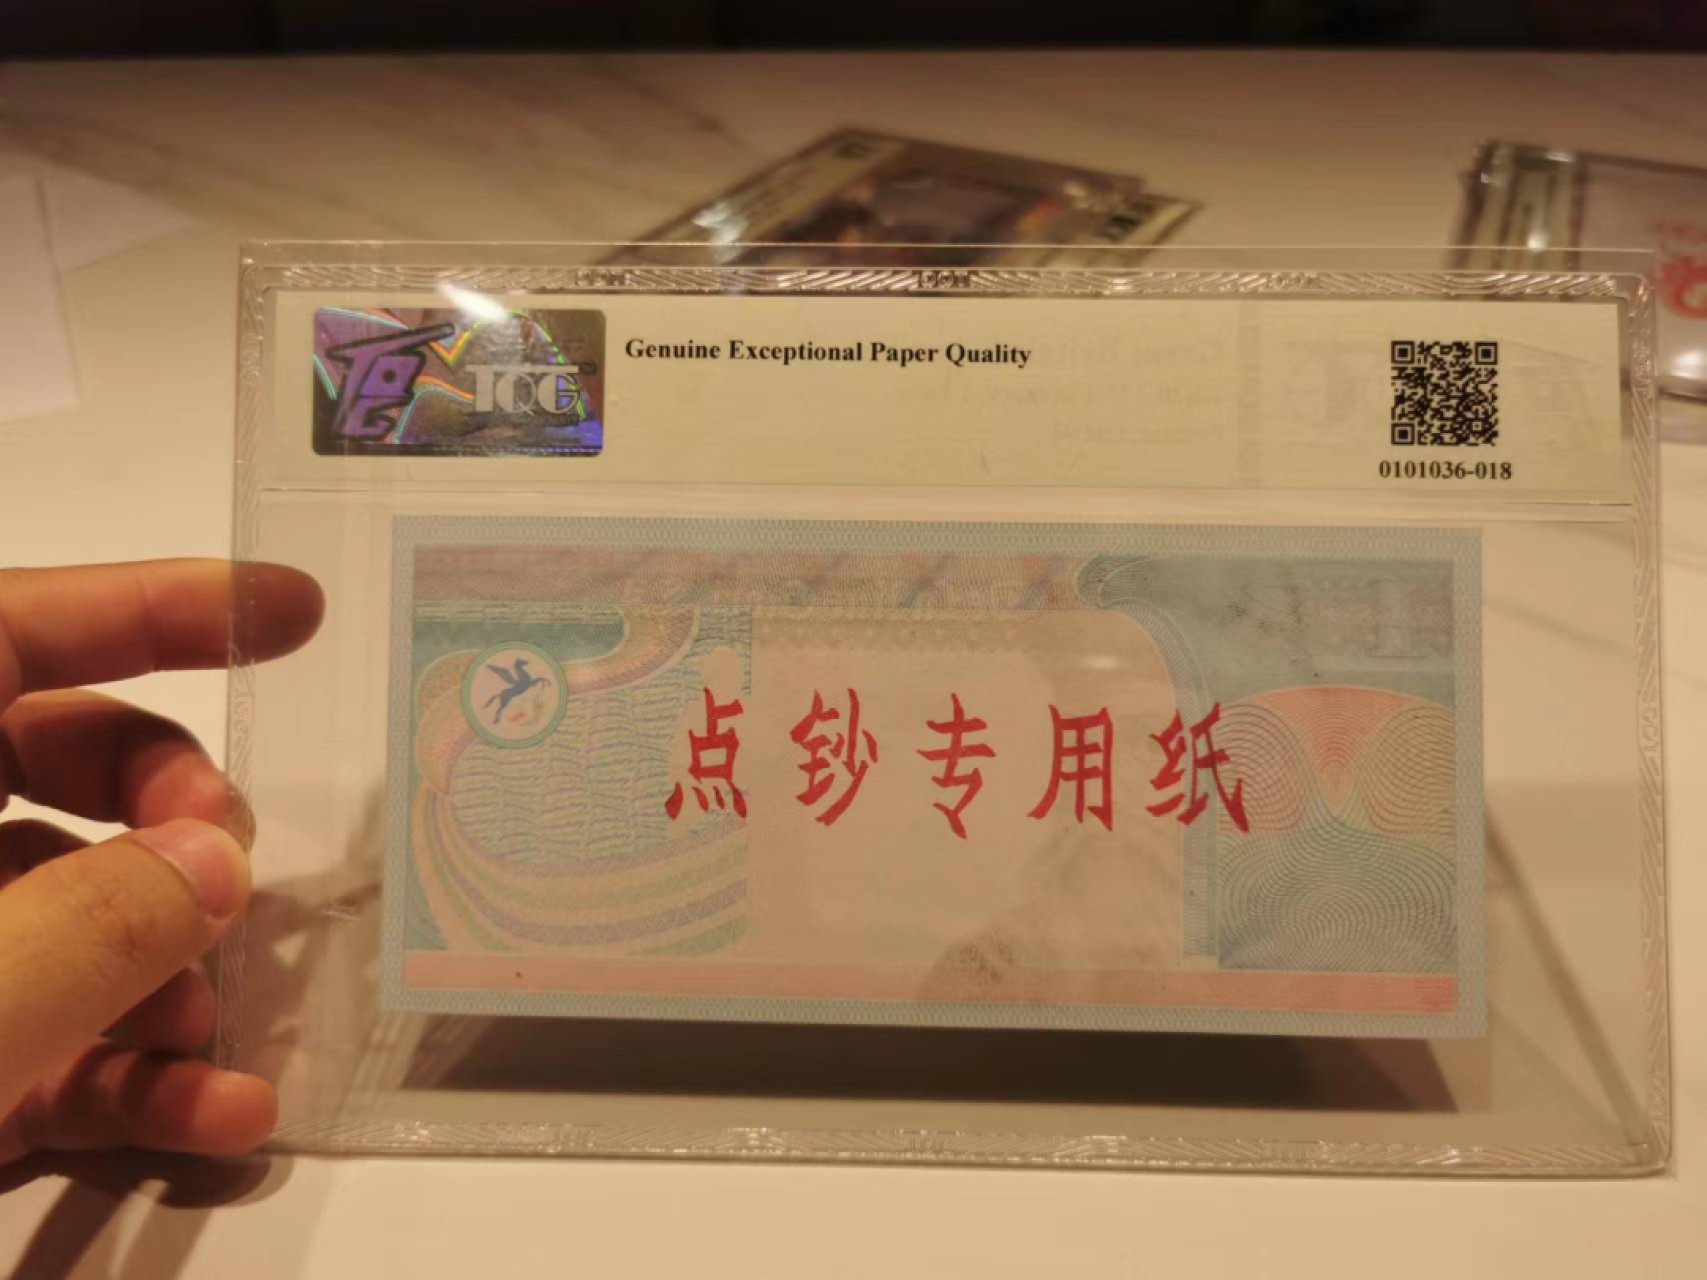 TQG
Genuine Exceptional Paper Quality
0101036-018
点钞专用纸